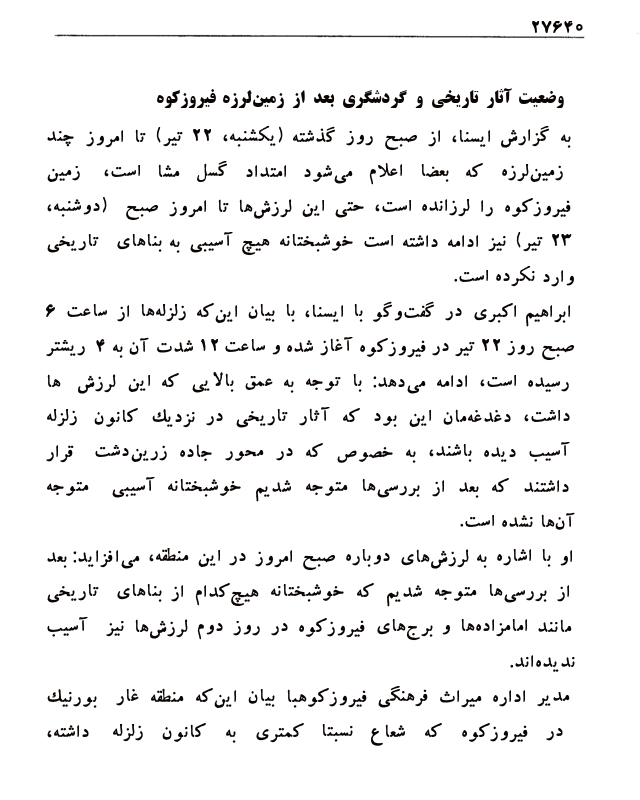 ۲۷۶۴۰
وضعیت آثار تاریخی و گردشگری بعد از زمین‌لرزه فیروزکوه
به گزارش ایسنا، از صبح روز گذشته (یکشنبه، ۲۲ تیر) تا امروز چند
زمین‌لرزه که بعضا اعلام می‌شود امتداد گسل مشا است، زمین
فیروزکوه را لرزانده است، حتی این لرزش‌ها تا امروز صبح (دوشنبه،
۲۳ تیر) نیز ادامه داشته است خوشبختانه هیچ آسیبی به بناهای تاریخی
وارد نکرده است.
ابراهیم اکبری در گفت‌وگو با ایسنا، با بیان این‌که زلزله‌ها از ساعت ۶
صبح روز ۲۲ تیر در فیروزکوه آغاز شده و ساعت ۱۲ شدت آن به ۴ ریشتر
رسیده است، ادامه می‌دهد: با توجه به عمق بالایی که این لرزش ها
داشت، دغدغه‌مان این بود که آثار تاریخی در نزدیك کانون زلزله
آسیب دیده باشند، به خصوص که در محور جاده زرین‌دشت قرار
داشتند که بعد از بررسی‌ها متوجه شدیم خوشبختانه آسیبی متوجه
آن‌ها نشده است.
او با اشاره به لرزش‌های دوباره صبح امروز در این منطقه، می‌افزاید: بعد
از بررسی‌ها متوجه شدیم که خوشبختانه هیچ‌کدام از بناهای تاریخی
مانند امامزاده‌ها و برج‌های فیروزکوه در روز دوم لرزش‌ها نیز آسیب
ندیده‌اند.
مدیر اداره میراث فرهنگی فیروزکوهبا بیان این‌که منطقه غار بورنیك
در فیروزکوه که شعاع نسبتا کمتری به کانون زلزله داشته،